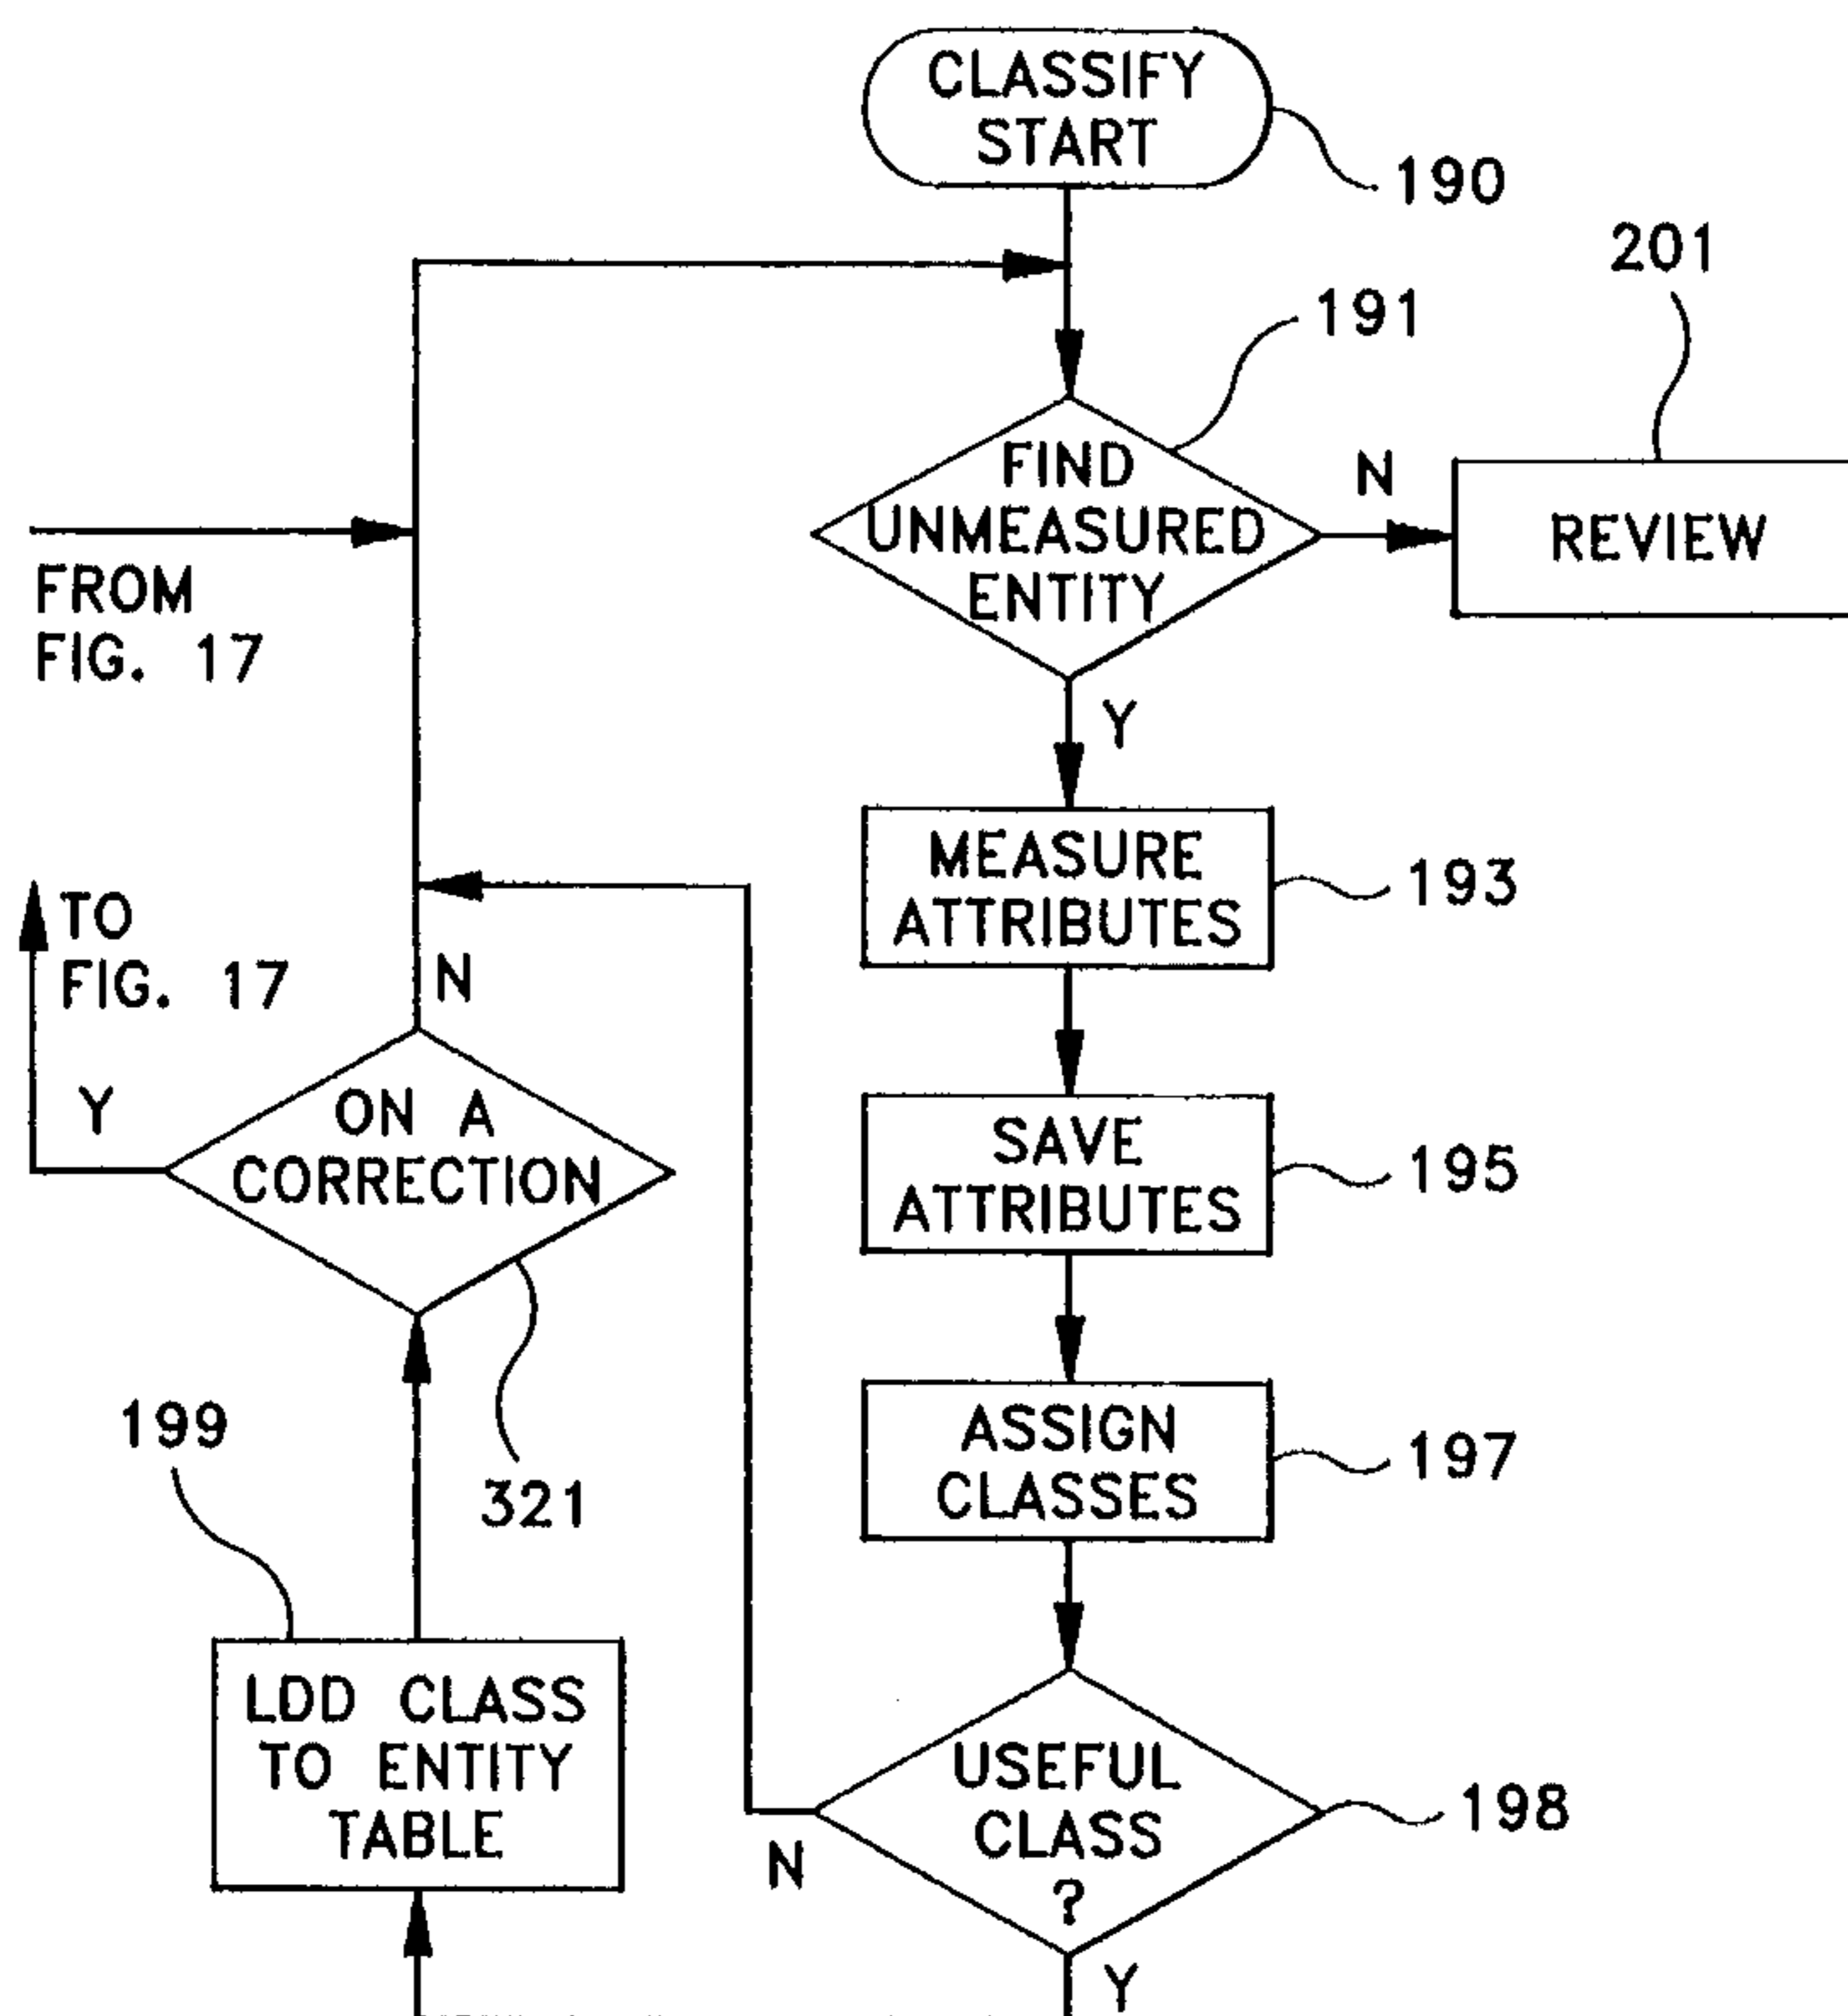 CLASSIFY
START
190
201
191
FIND
UNMEASURED
ENTITY
N
REVIEW
FROM
FIG. 17
Y
MEASURE
ATTRIBUTES
193
TO
FIG. 17
N
Y
ON A
CORRECTION
SAVE
ATTRIBUTES
195
199
321
ASSIGN
CLASSES
197
LDD CLASS
TO ENTITY
TABLE
USEFUL
CLASS
?
198
N
Y